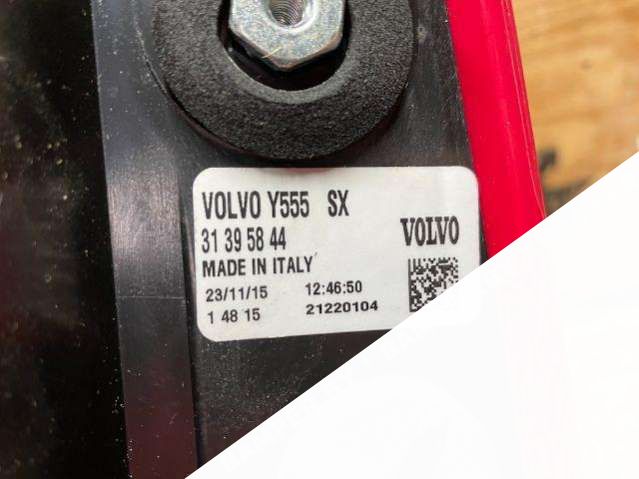 VOLVO Y555 SX
31 39 58 44
VOLVO
MADE IN ITALY
23/11/15 12:46:50
1 48 15 21220104